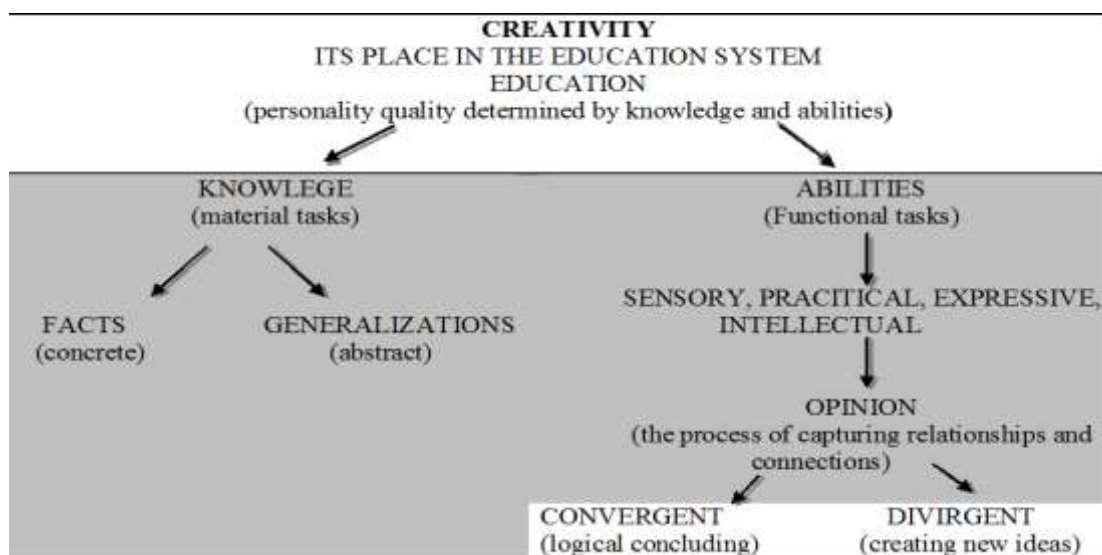 CREATIVITY
ITS PLACE IN THE EDUCATION SYSTEM
EDUCATION
(personality quality determined by knowledge and abilities)
KNOWLEGE
(material tasks)
ABILITIES
(Functional tasks)
FACTS
(concrete)
GENERALIZATIONS
(abstract)
SENSORY, PRACITICAL, EXPRESSIVE,
INTELLECTUAL
OPINION
(the process of capturing relationships and
connections)
CONVERGENT
(logical concluding)
DIVIRGENT
(creating new ideas)